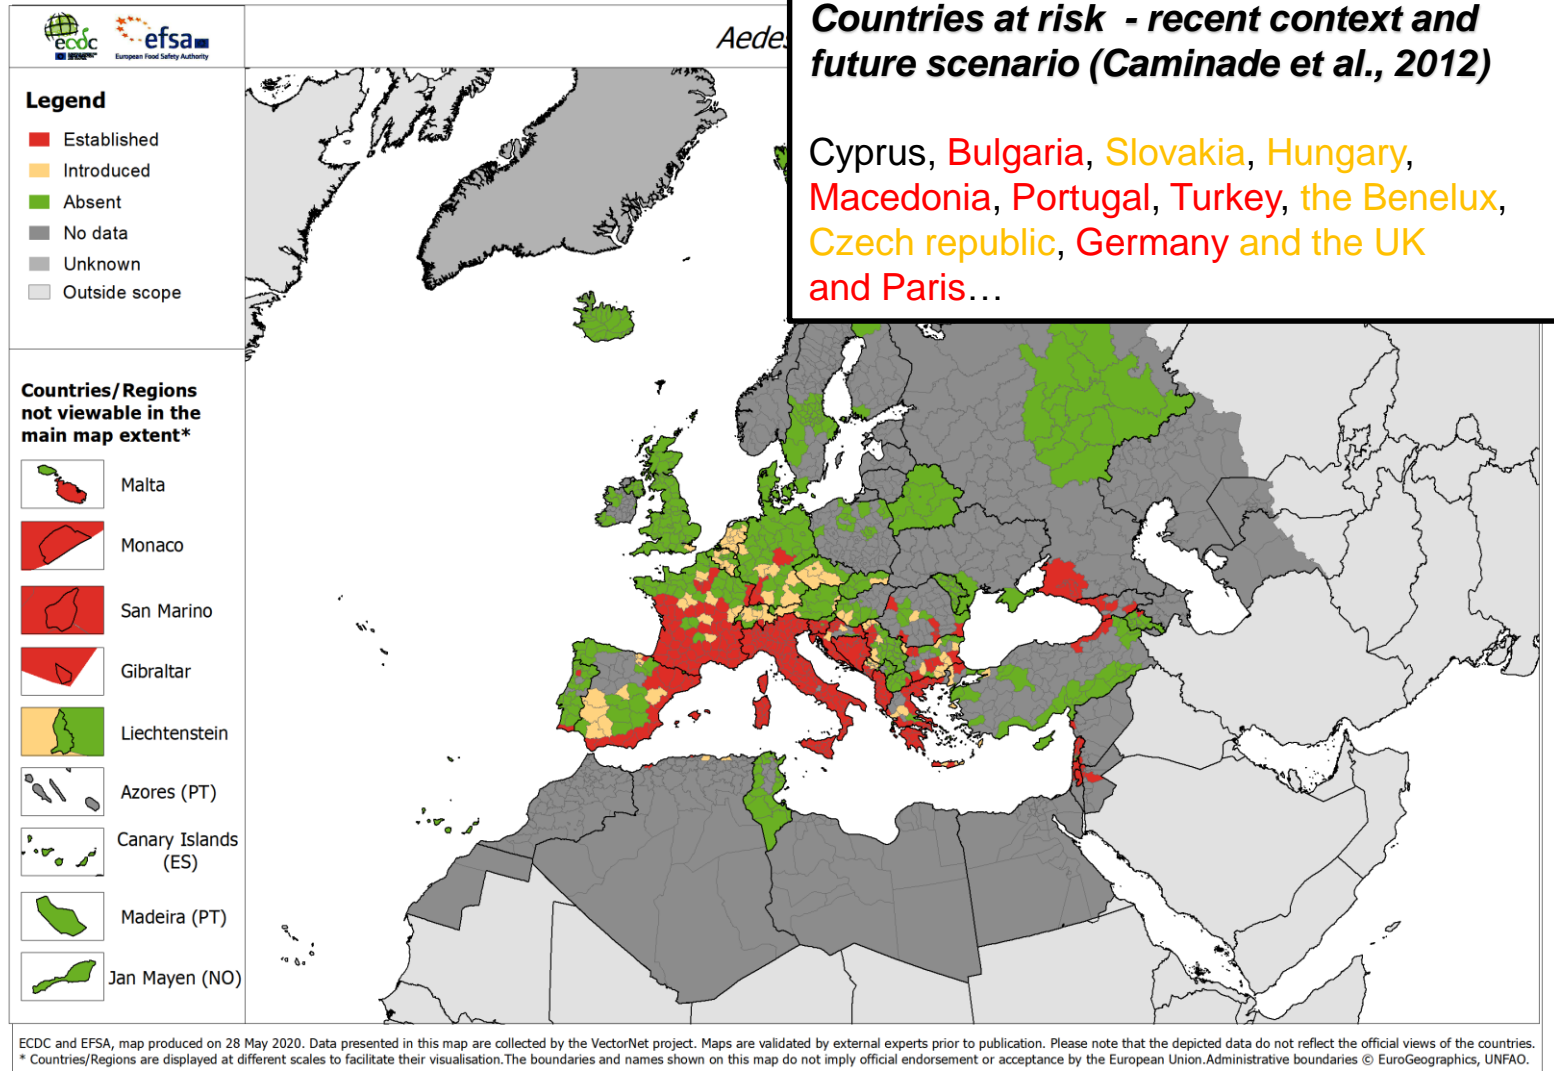 ecdc
efsa
European Food Safety Authority
Aedes
Countries at risk - recent context and
future scenario (Caminade et al., 2012)
Cyprus, Bulgaria, Slovakia, Hungary,
Macedonia, Portugal, Turkey, the Benelux,
Czech republic, Germany and the UK
and Paris…
Legend
Established
Introduced
Absent
No data
Unknown
Outside scope
Countries/Regions
not viewable in the
main map extent*
Malta
Monaco
San Marino
Gibraltar
Liechtenstein
Azores (PT)
Canary Islands
(ES)
Madeira (PT)
Jan Mayen (NO)
ECDC and EFSA, map produced on 28 May 2020. Data presented in this map are collected by the VectorNet project. Maps are validated by external experts prior to publication. Please note that the depicted data do not reflect the official views of the countries.
* Countries/Regions are displayed at different scales to facilitate their visualisation.The boundaries and names shown on this map do not imply official endorsement or acceptance by the European Union.Administrative boundaries © EuroGeographics, UNFAO.